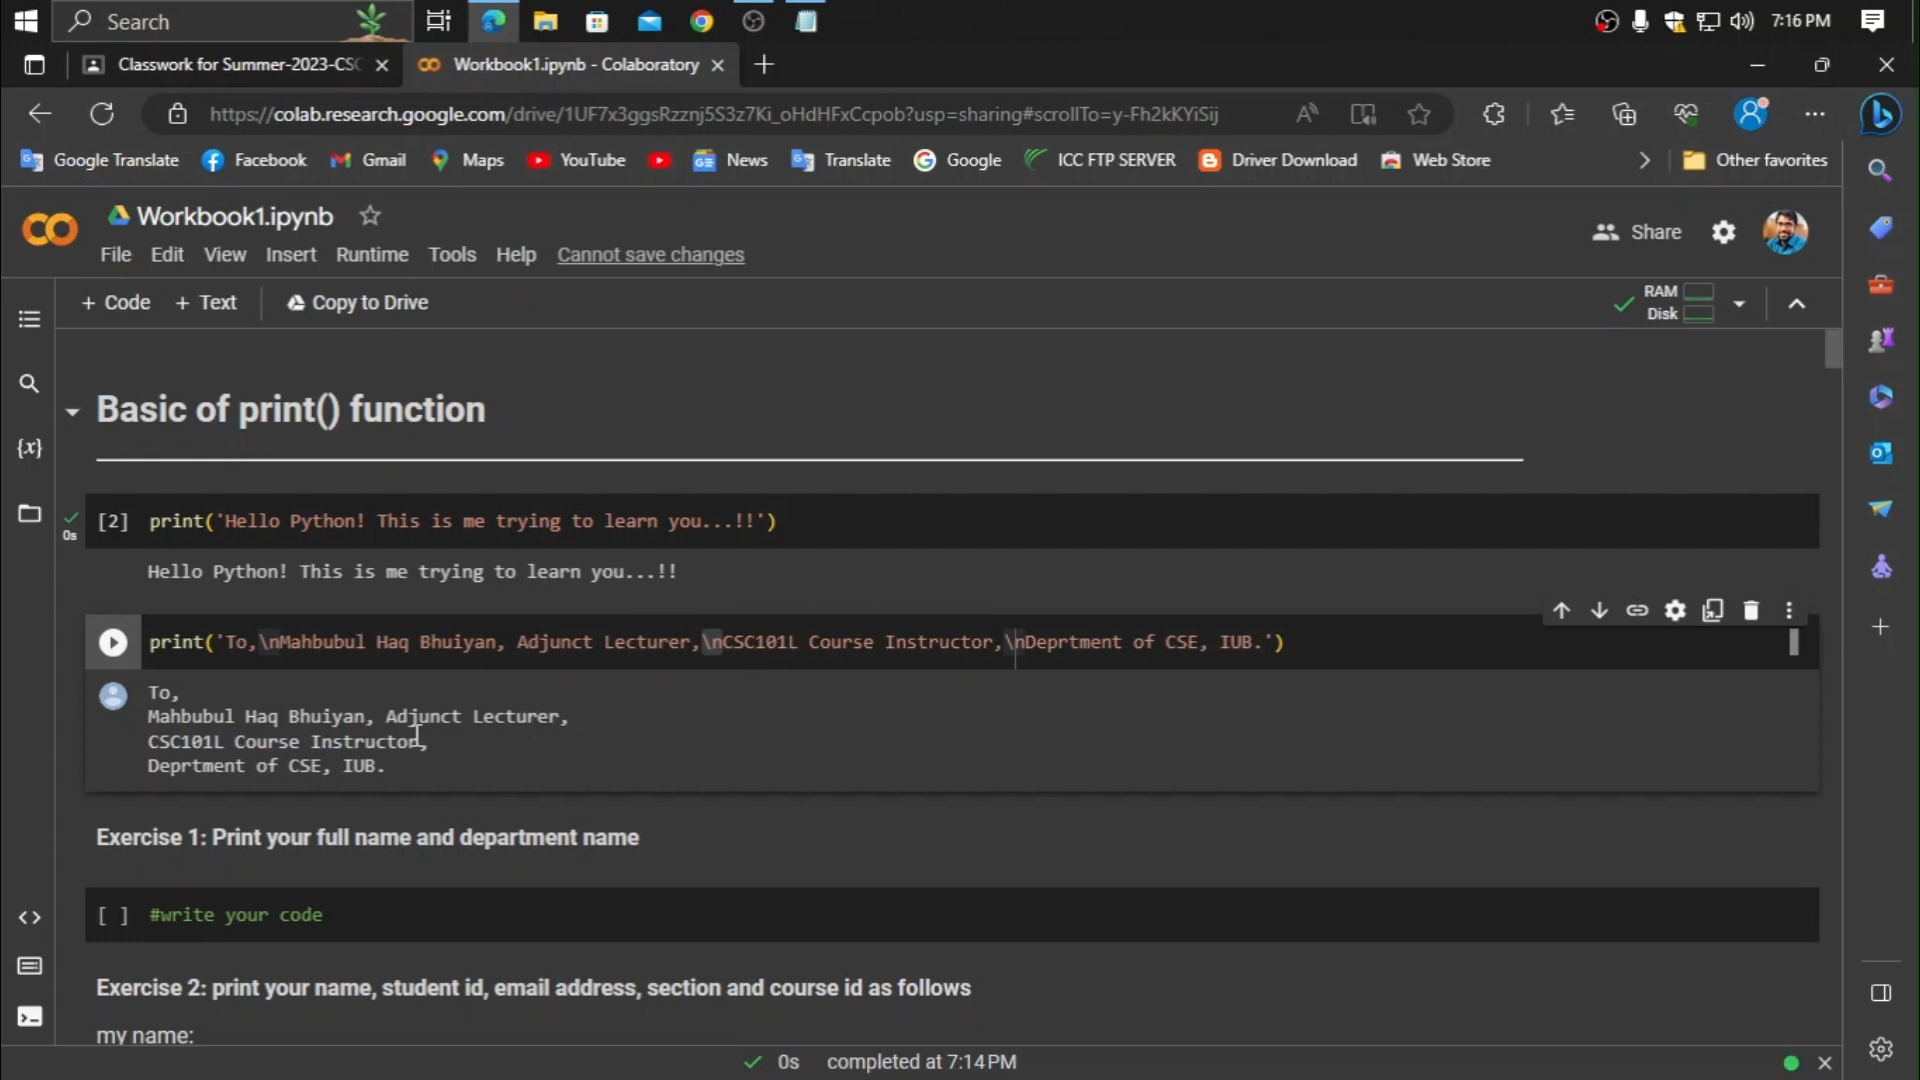 Search
7:16 PM
Classwork for Summer-2023-CSC
Workbook1.ipynb - Colaboratory
https://colab.research.google.com/drive/1UF7x3ggsRzznj5S3z7Ki_oHdHFxCcpob?usp=sharing#scrollTo=y-Fh2kKYiSij
Google Translate Facebook Gmail Maps YouTube News Translate Google ICC FTP SERVER Driver Download Web Store Other favorites
Workbook1.ipynb
Share
File Edit View Insert Runtime Tools Help Cannot save changes
+ Code + Text Copy to Drive
RAM
Disk
Basic of print() function
{x}
[2] print('Hello Python! This is me trying to learn you...!!')
0s
Hello Python! This is me trying to learn you...!!
print('To,\nMahbubul Haq Bhuiyan, Adjunct Lecturer,\nCSC101L Course Instructor,\nDeprtment of CSE, IUB.')
To,
Mahbubul Haq Bhuiyan, Adjunct Lecturer,
CSC101L Course Instructor,
Deprtment of CSE, IUB.
Exercise 1: Print your full name and department name
[ ] #write your code
Exercise 2: print your name, student id, email address, section and course id as follows
my name:
0s completed at 7:14 PM